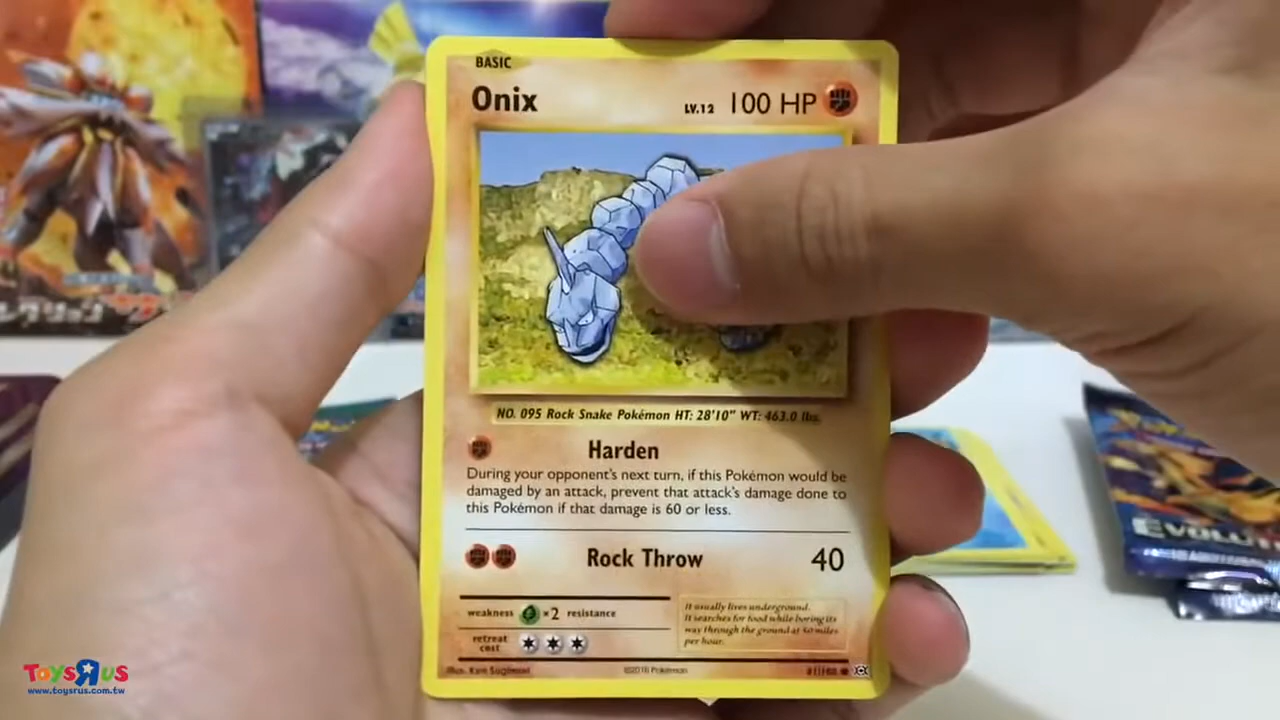 BASIC
Onix LV.12 100 HP
NO. 095 Rock Snake Pokémon HT: 28'10" WT: 463.0 lbs.
Harden
During your opponent's next turn, if this Pokémon would be
damaged by an attack, prevent that attack's damage done to
this Pokémon if that damage is 60 or less.
Rock Throw 40
weakness ×2 resistance
retreat
cost
It usually lives underground.
It searches for food while boring its
way through the ground at 50 miles
per hour.
Illus. Ken Sugimori ©2016 Pokémon
EVOLUTI
TOYSRUS
www.toysrus.com.tw